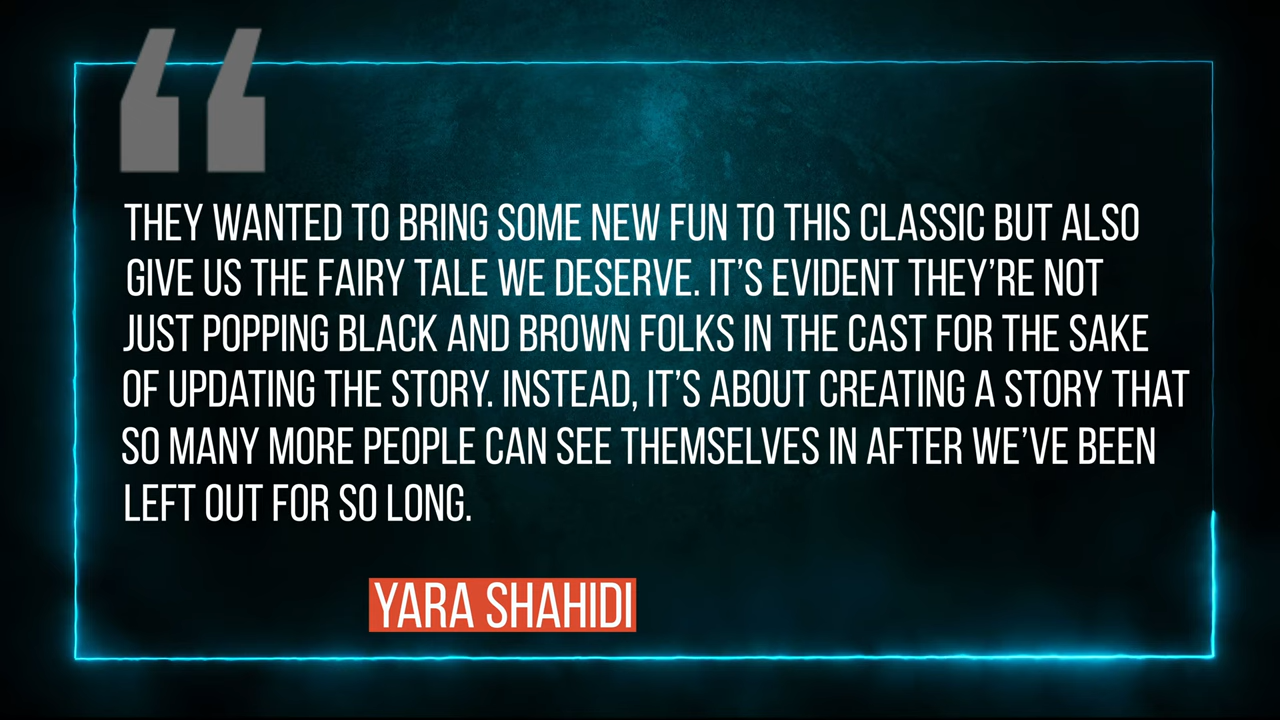 “
THEY WANTED TO BRING SOME NEW FUN TO THIS CLASSIC BUT ALSO
GIVE US THE FAIRY TALE WE DESERVE. IT’S EVIDENT THEY’RE NOT
JUST POPPING BLACK AND BROWN FOLKS IN THE CAST FOR THE SAKE
OF UPDATING THE STORY. INSTEAD, IT’S ABOUT CREATING A STORY THAT
SO MANY MORE PEOPLE CAN SEE THEMSELVES IN AFTER WE’VE BEEN
LEFT OUT FOR SO LONG.
YARA SHAHIDI